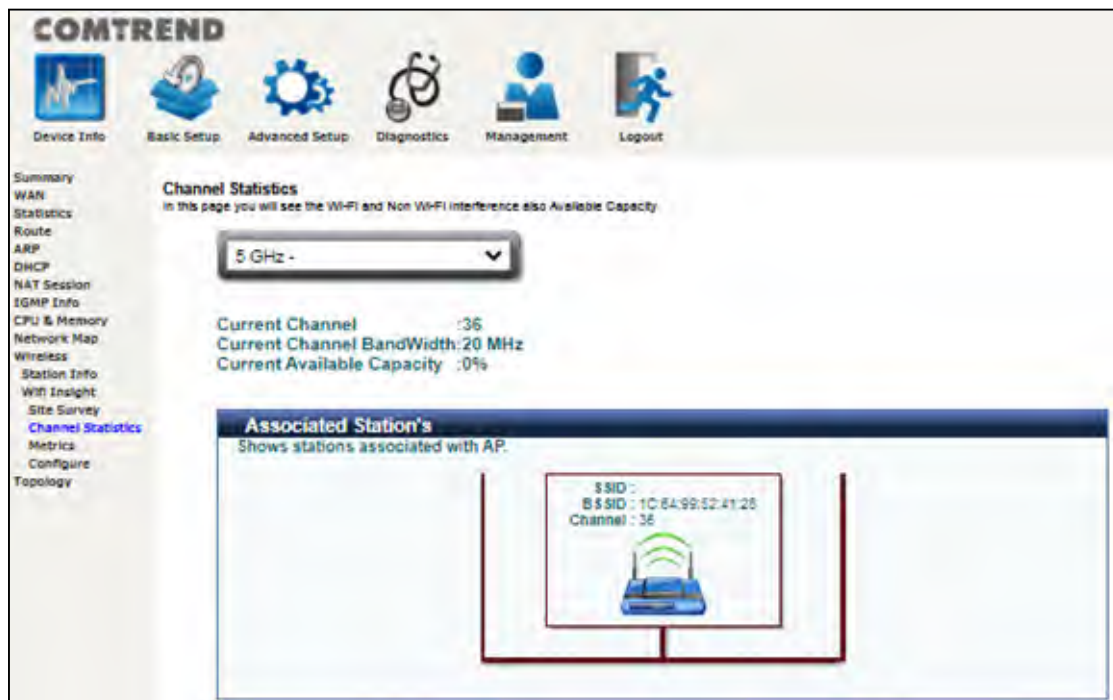 COMTREND
Device Info
Basic Setup
Advanced Setup
Diagnostics
Management
Logout
Summary
WAN
Statistics
Route
ARP
DHCP
NAT Session
IGMP Info
CPU & Memory
Network Map
Wireless
Station Info
Wifi Insight
Site Survey
Channel Statistics
Metrics
Configure
Topology
Channel Statistics
In this page you will see the Wi-Fi and Non Wi-Fi interference also Available Capacity
5 GHz -
Current Channel :36
Current Channel BandWidth:20 MHz
Current Available Capacity :0%
Associated Station's
Shows stations associated with AP.
SSID :
BSSID : 1C:64:99:52:41:25
Channel : 36